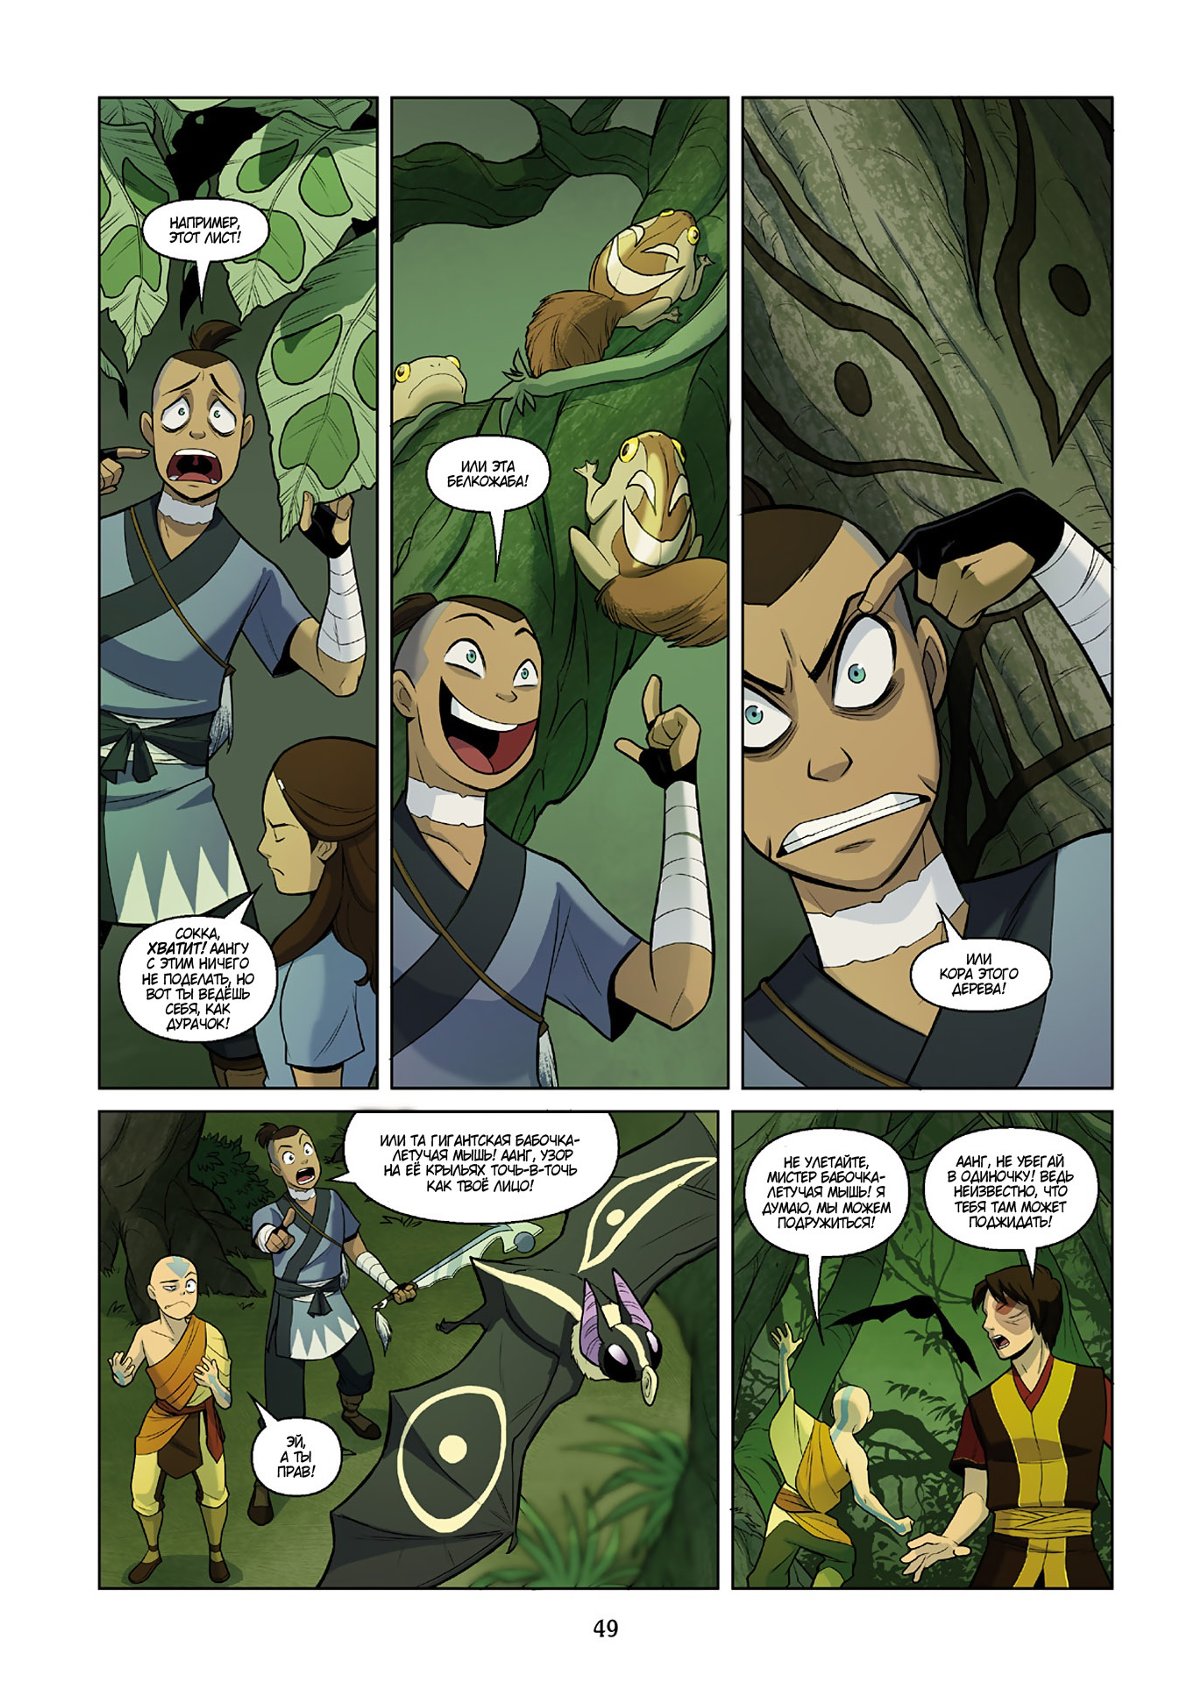 НАПРИМЕР,
ЭТОТ ЛИСТ!
СОККА,
ХВАТИТ! ААНГУ
С ЭТИМ НИЧЕГО
НЕ ПОДЕЛАТЬ, НО
ВОТ ТЫ ВЕДЁШЬ
СЕБЯ, КАК
ДУРАЧОК!
ИЛИ ЭТА
БЕЛКОЖАБА!
ИЛИ
КОРА ЭТОГО
ДЕРЕВА!
ИЛИ ТА ГИГАНТСКАЯ БАБОЧКА-
ЛЕТУЧАЯ МЫШЬ! ААНГ, УЗОР
НА ЕЁ КРЫЛЬЯХ ТОЧЬ-В-ТОЧЬ
КАК ТВОЁ ЛИЦО!
ЭЙ,
А ТЫ
ПРАВ!
НЕ УЛЕТАЙТЕ,
МИСТЕР БАБОЧКА-
ЛЕТУЧАЯ МЫШЬ! Я
ДУМАЮ, МЫ МОЖЕМ
ПОДРУЖИТЬСЯ!
ААНГ, НЕ УБЕГАЙ
В ОДИНОЧКУ! ВЕДЬ
НЕИЗВЕСТНО, ЧТО
ТЕБЯ ТАМ МОЖЕТ
ПОДЖИДАТЬ!
49